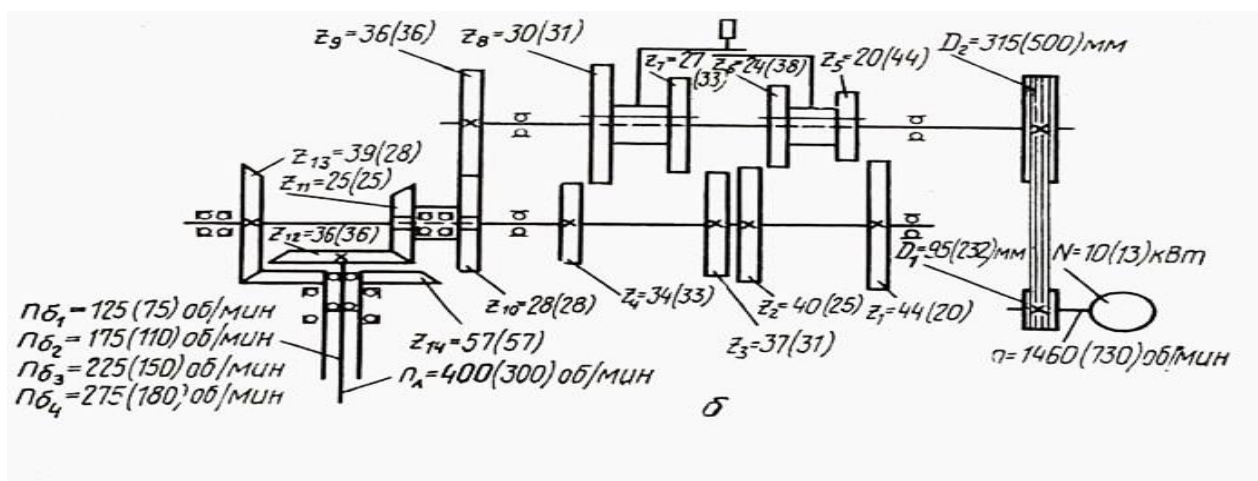 z₉=36(36)
z₈=30(31)
z₇=27(33)
z₆=24(38)
z₅=20(44)
D₂=315(500)мм
z₁₃=39(28)
z₁₁=25(25)
z₁₂=36(36)
D₁=95(232)мм
N=10(13)кВт
z₁₀=28(28)
z₄=34(33)
z₂=40(25)
z₁=44(20)
z₃=37(31)
n=1460(730)об/мин
z₁₄=57(57)
nб₁=125(75)об/мин
nб₂=175(110)об/мин
nб₃=225(150)об/мин
nб₄=275(180)об/мин
nл=400(300)об/мин
б